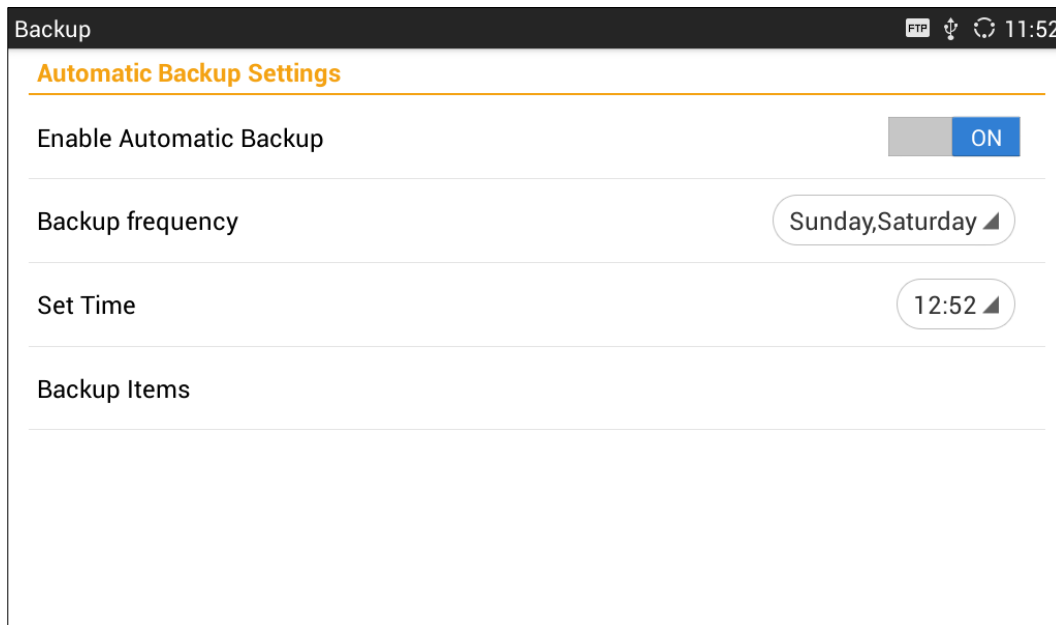 Backup FTP 11:52
Automatic Backup Settings
Enable Automatic Backup ON
Backup frequency Sunday,Saturday
Set Time 12:52
Backup Items